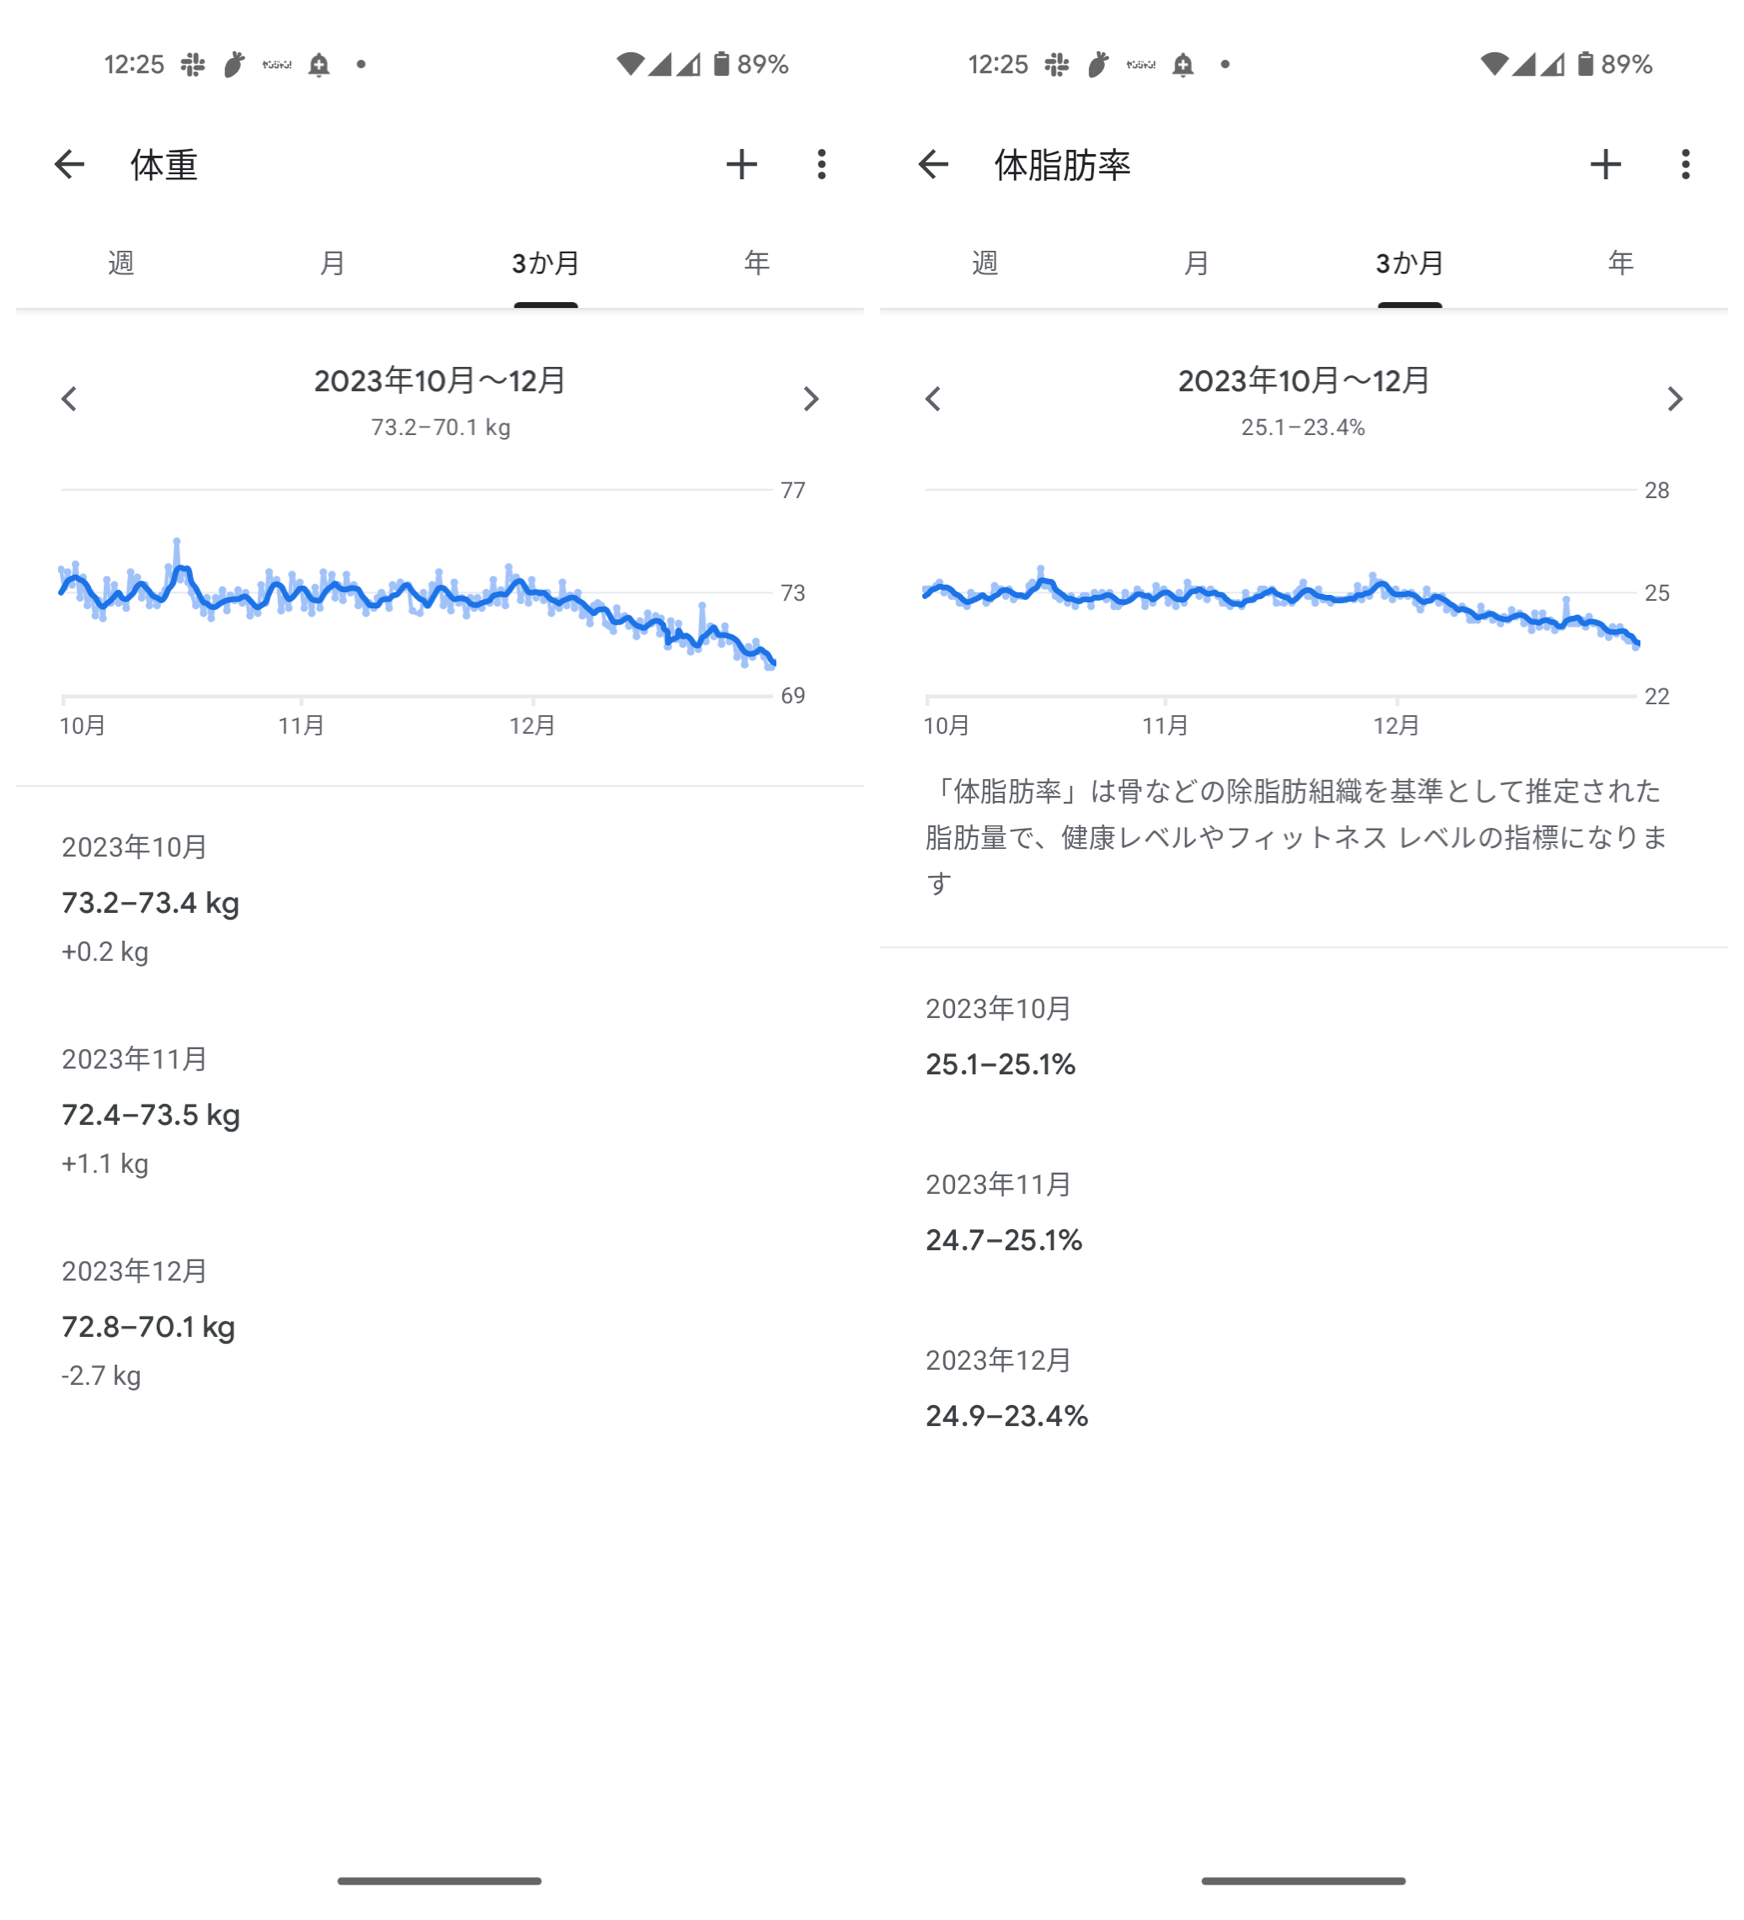 12:25
89%
体重
週 月 3か月 年
2023年10月〜12月
73.2–70.1 kg
77
73
69
10月 11月 12月
2023年10月
73.2–73.4 kg
+0.2 kg
2023年11月
72.4–73.5 kg
+1.1 kg
2023年12月
72.8–70.1 kg
-2.7 kg
12:25
89%
体脂肪率
週 月 3か月 年
2023年10月〜12月
25.1–23.4%
28
25
22
10月 11月 12月
「体脂肪率」は骨などの除脂肪組織を基準として推定された
脂肪量で、健康レベルやフィットネス レベルの指標になりま
す
2023年10月
25.1–25.1%
2023年11月
24.7–25.1%
2023年12月
24.9–23.4%